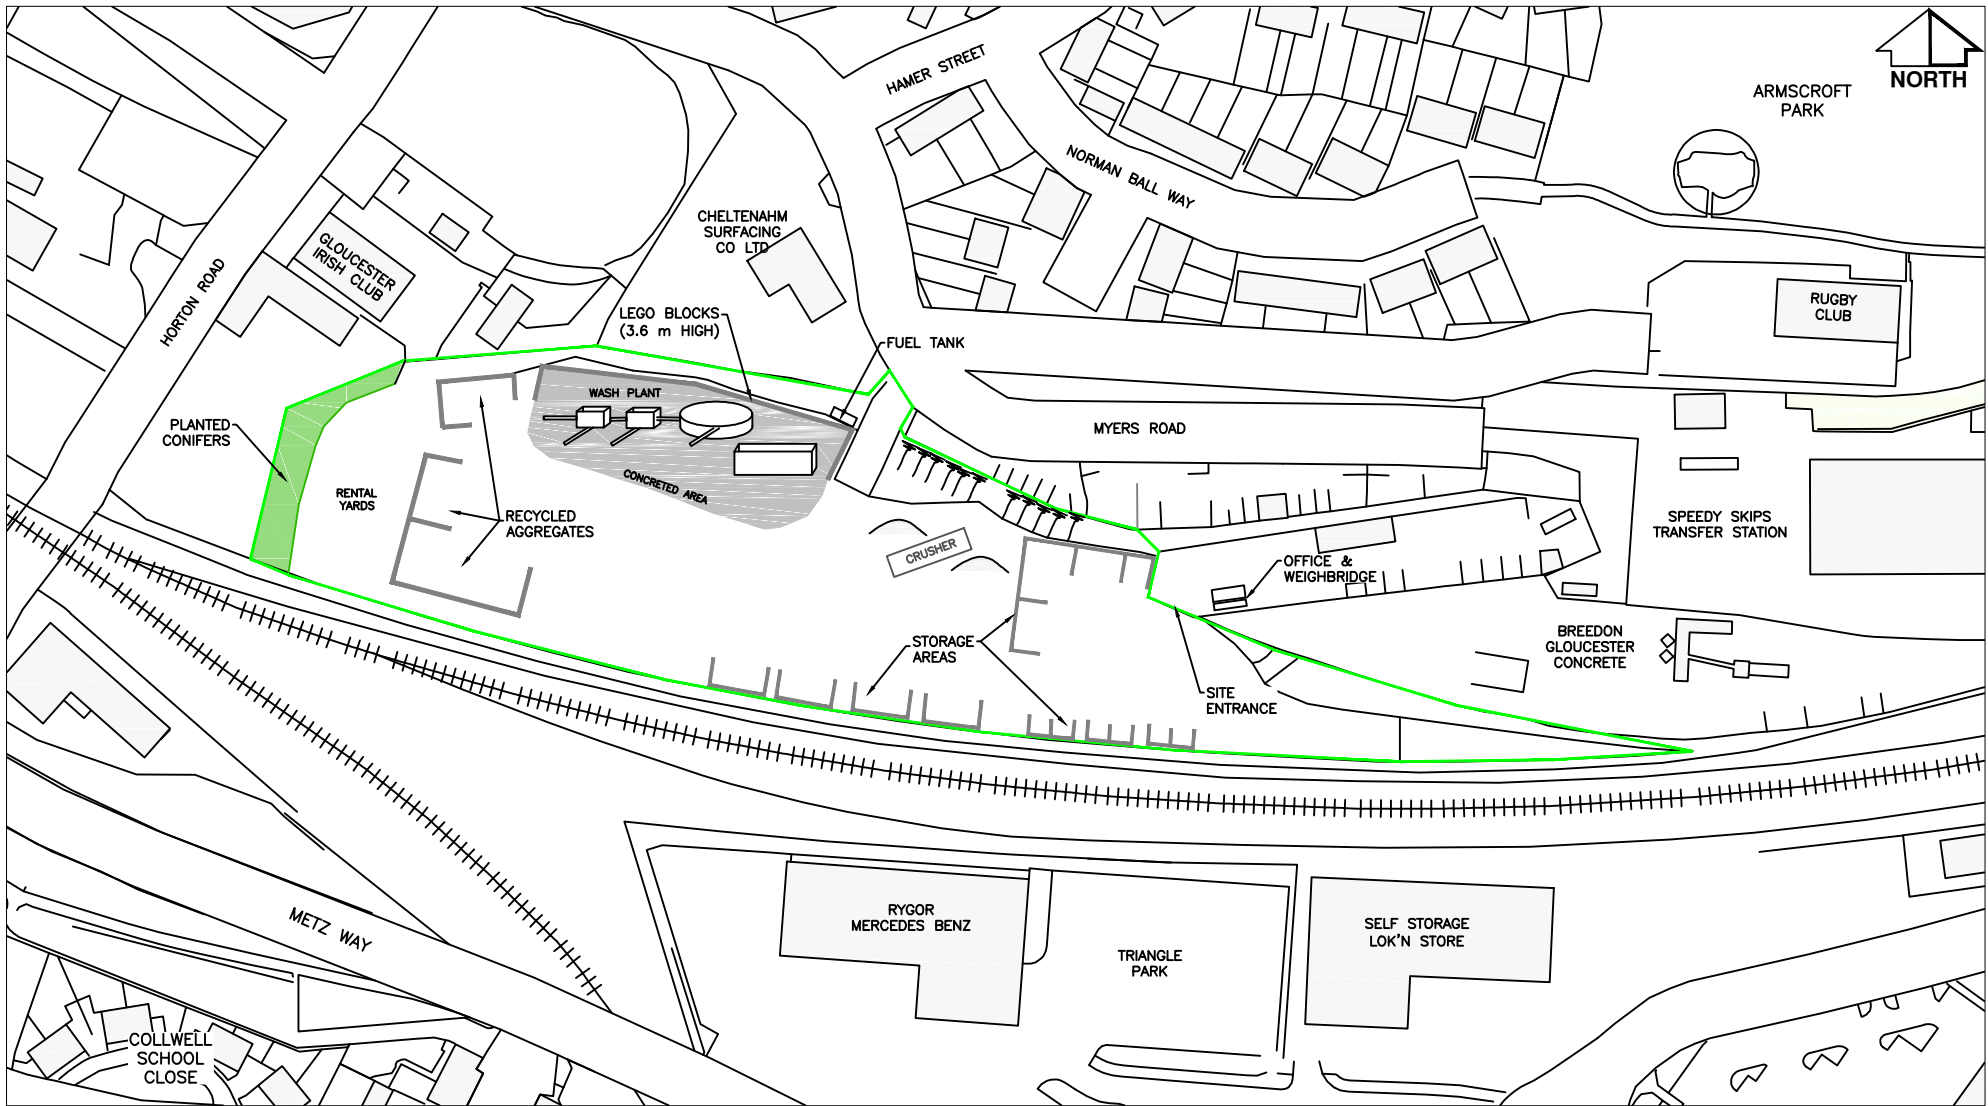 NORTH
ARMSCROFT
PARK
HAMER STREET
NORMAN BALL WAY
CHELTENAHM
SURFACING
CO LTD
GLOUCESTER
IRISH CLUB
HORTON ROAD
LEGO BLOCKS
(3.6 m HIGH)
FUEL TANK
RUGBY
CLUB
WASH PLANT
PLANTED
CONIFERS
MYERS ROAD
CONCRETED AREA
RENTAL
YARDS
RECYCLED
AGGREGATES
SPEEDY SKIPS
TRANSFER STATION
CRUSHER
OFFICE &
WEIGHBRIDGE
STORAGE
AREAS
BREEDON
GLOUCESTER
CONCRETE
SITE
ENTRANCE
METZ WAY
RYGOR
MERCEDES BENZ
SELF STORAGE
LOK'N STORE
TRIANGLE
PARK
COLLWELL
SCHOOL
CLOSE